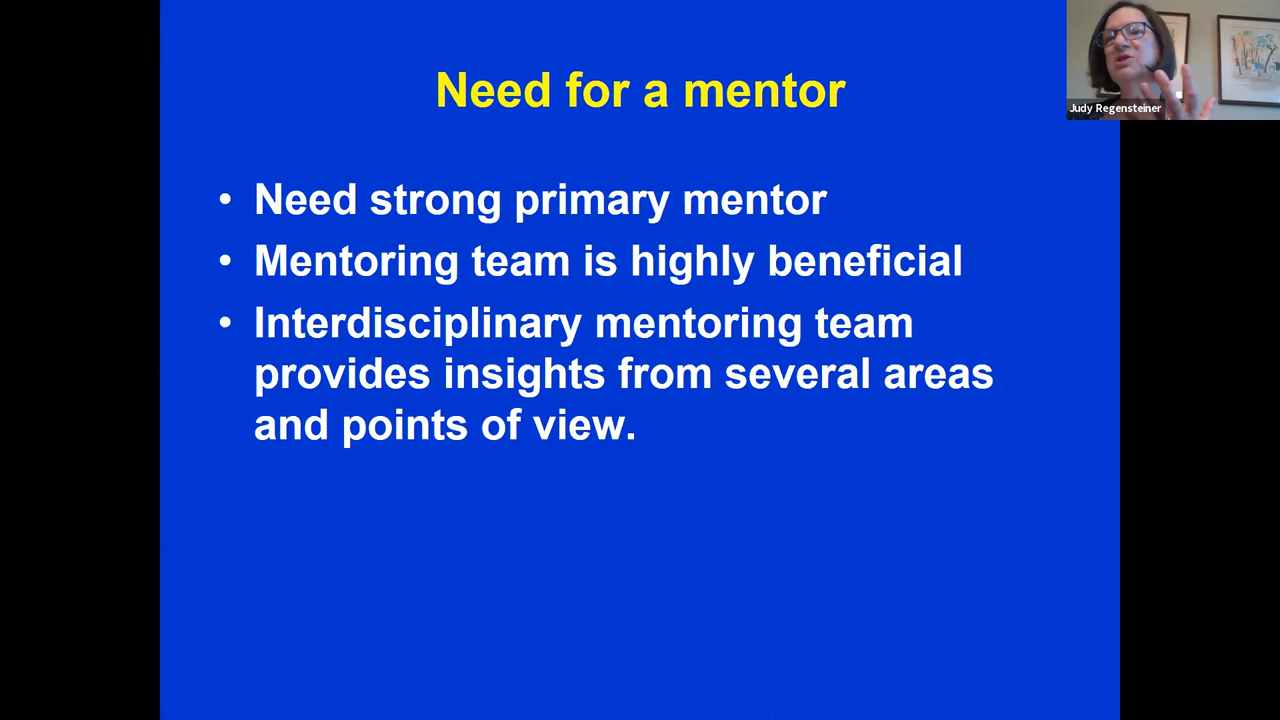 Need for a mentor
Judy Regensteiner
• Need strong primary mentor
• Mentoring team is highly beneficial
• Interdisciplinary mentoring team
provides insights from several areas
and points of view.